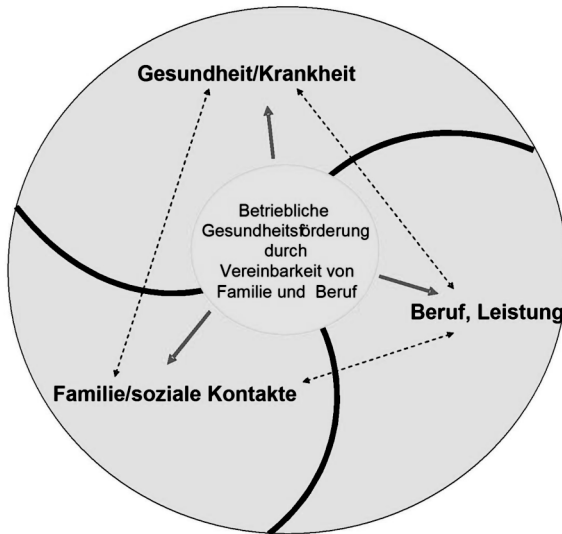 Gesundheit/Krankheit
Betriebliche
Gesundheitsförderung
durch
Vereinbarkeit von
Familie und Beruf
Beruf, Leistung
Familie/soziale Kontakte